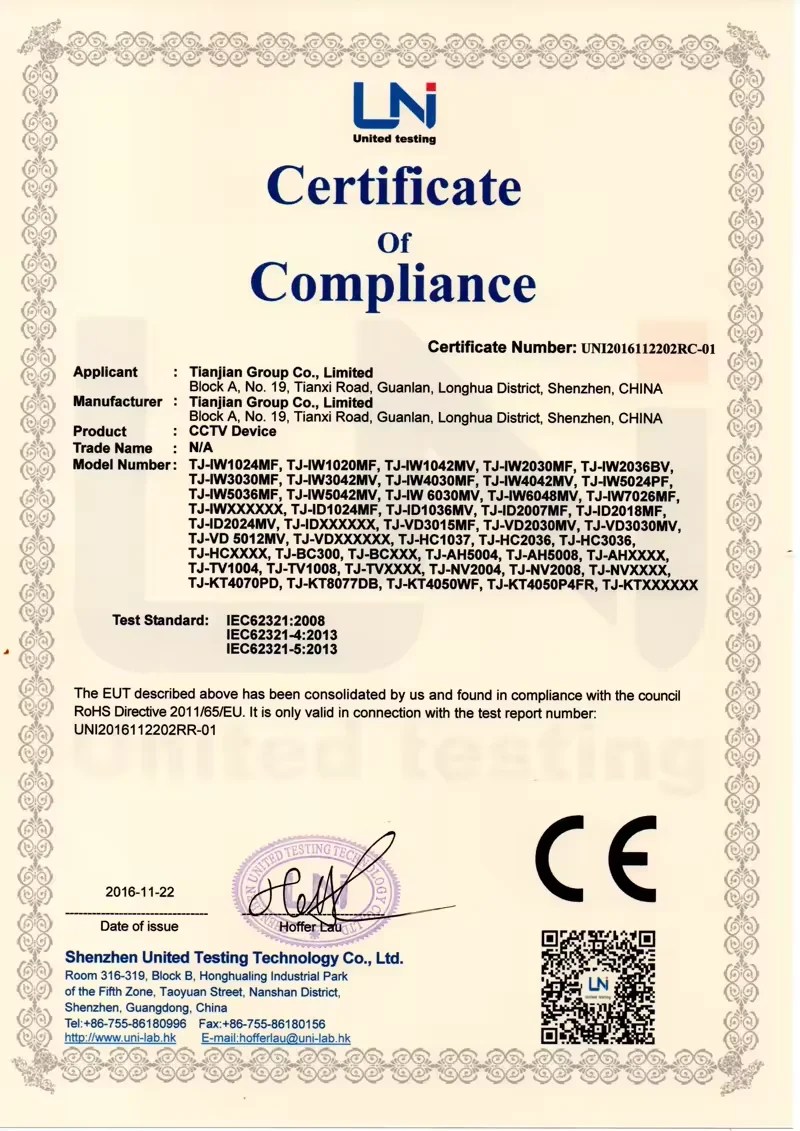 UNi
United testing
Certificate
Of
Compliance
Certificate Number: UNI2016112202RC-01
Applicant : Tianjian Group Co., Limited
Block A, No. 19, Tianxi Road, Guanlan, Longhua District, Shenzhen, CHINA
Manufacturer : Tianjian Group Co., Limited
Block A, No. 19, Tianxi Road, Guanlan, Longhua District, Shenzhen, CHINA
Product : CCTV Device
Trade Name : N/A
Model Number: TJ-IW1024MF, TJ-IW1020MF, TJ-IW1042MV, TJ-IW2030MF, TJ-IW2036BV,
TJ-IW3030MF, TJ-IW3042MV, TJ-IW4030MF, TJ-IW4042MV, TJ-IW5024PF,
TJ-IW5036MF, TJ-IW5042MV, TJ-IW 6030MV, TJ-IW6048MV, TJ-IW7026MF,
TJ-IWXXXXXX, TJ-ID1024MF, TJ-ID1036MV, TJ-ID2007MF, TJ-ID2018MF,
TJ-ID2024MV, TJ-IDXXXXXX, TJ-VD3015MF, TJ-VD2030MV, TJ-VD3030MV,
TJ-VD 5012MV, TJ-VDXXXXXX, TJ-HC1037, TJ-HC2036, TJ-HC3036,
TJ-HCXXXX, TJ-BC300, TJ-BCXXX, TJ-AH5004, TJ-AH5008, TJ-AHXXXX,
TJ-TV1004, TJ-TV1008, TJ-TVXXXX, TJ-NV2004, TJ-NV2008, TJ-NVXXXX,
TJ-KT4070PD, TJ-KT8077DB, TJ-KT4050WF, TJ-KT4050P4FR, TJ-KTXXXXXX
Test Standard: IEC62321:2008
IEC62321-4:2013
IEC62321-5:2013
The EUT described above has been consolidated by us and found in compliance with the council
RoHS Directive 2011/65/EU. It is only valid in connection with the test report number:
UNI2016112202RR-01
United testing
CE
2016-11-22
Date of issue
Hoffer Lau
UNITED TESTING TECHNOLOGY
UNi
Shenzhen United Testing Technology Co., Ltd.
Room 316-319, Block B, Honghualing Industrial Park
of the Fifth Zone, Taoyuan Street, Nanshan District,
Shenzhen, Guangdong, China
Tel:+86-755-86180996 Fax:+86-755-86180156
http://www.uni-lab.hk E-mail:hofferlau@uni-lab.hk
UNi
united testing